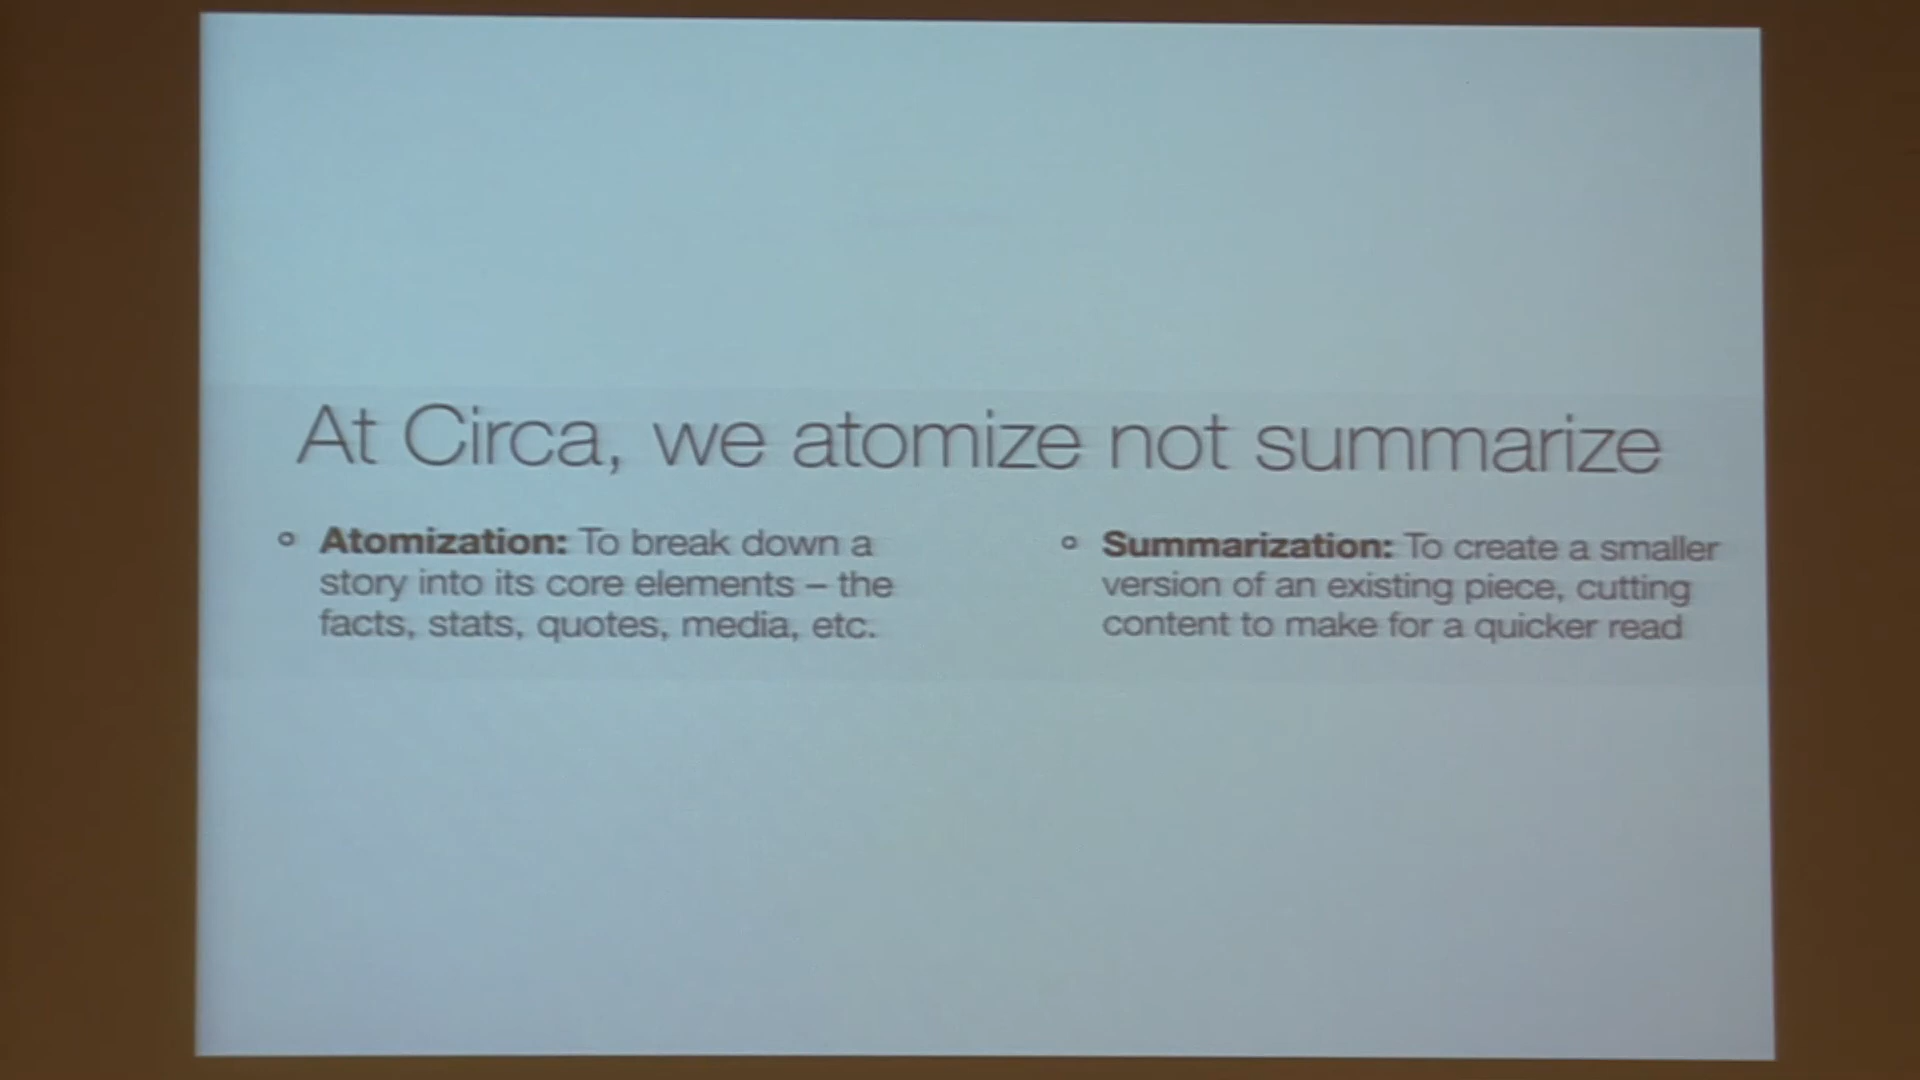 At Circa, we atomize not summarize
Atomization: To break down a
story into its core elements – the
facts, stats, quotes, media, etc.
Summarization: To create a smaller
version of an existing piece, cutting
content to make for a quicker read